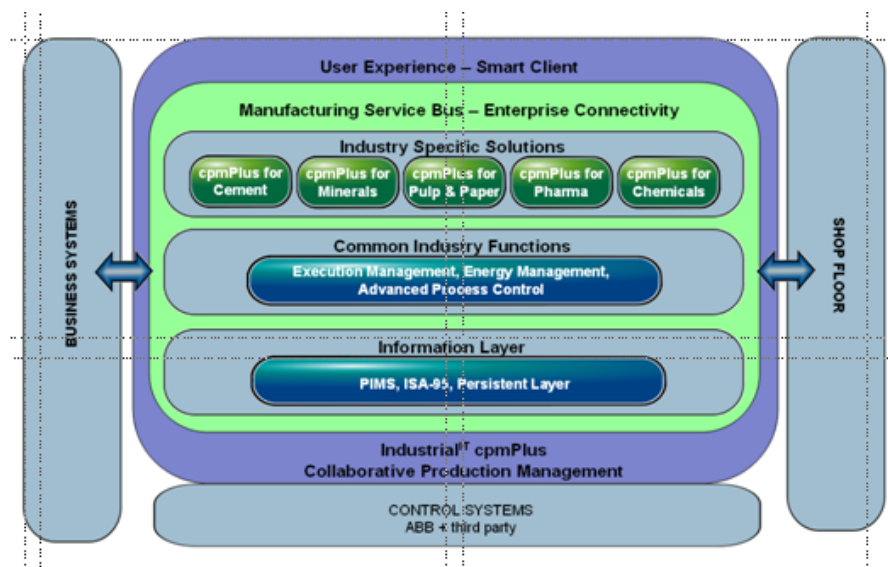 User Experience – Smart Client
Manufacturing Service Bus – Enterprise Connectivity
Industry Specific Solutions
cpmPlus for
Cement
cpmPlus for
Minerals
cpmPlus for
Pulp & Paper
cpmPlus for
Pharma
cpmPlus for
Chemicals
BUSINESS SYSTEMS
Common Industry Functions
Execution Management, Energy Management,
Advanced Process Control
SHOP FLOOR
Information Layer
PIMS, ISA-95, Persistent Layer
Industrial^IT cpmPlus
Collaborative Production Management
CONTROL SYSTEMS
ABB + third party